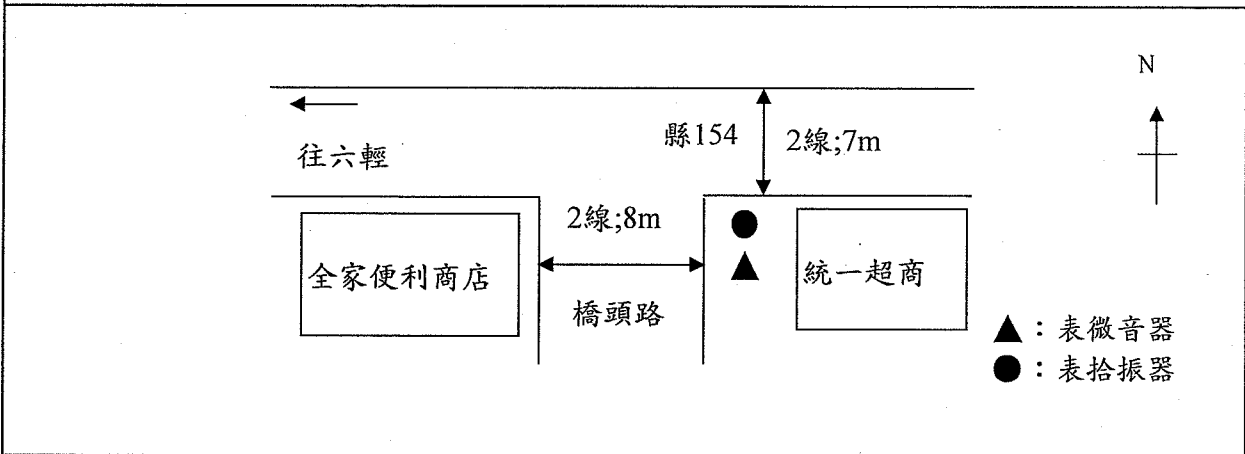 N
縣154
2線;7m
往六輕
2線;8m
全家便利商店
統一超商
橋頭路
▲：表微音器
●：表拾振器